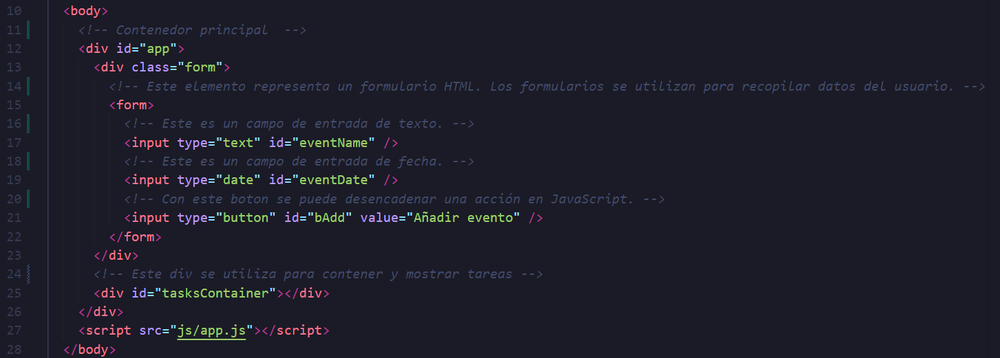 10 <body>
11 <!-- Contenedor principal  -->
12 <div id="app">
13 <div class="form">
14 <!-- Este elemento representa un formulario HTML. Los formularios se utilizan para recopilar datos del usuario. -->
15 <form>
16 <!-- Este es un campo de entrada de texto. -->
17 <input type="text" id="eventName" />
18 <!-- Este es un campo de entrada de fecha. -->
19 <input type="date" id="eventDate" />
20 <!-- Con este boton se puede desencadenar una acción en JavaScript. -->
21 <input type="button" id="bAdd" value="Añadir evento" />
22 </form>
23 </div>
24 <!-- Este div se utiliza para contener y mostrar tareas -->
25 <div id="tasksContainer"></div>
26 </div>
27 <script src="js/app.js"></script>
28 </body>